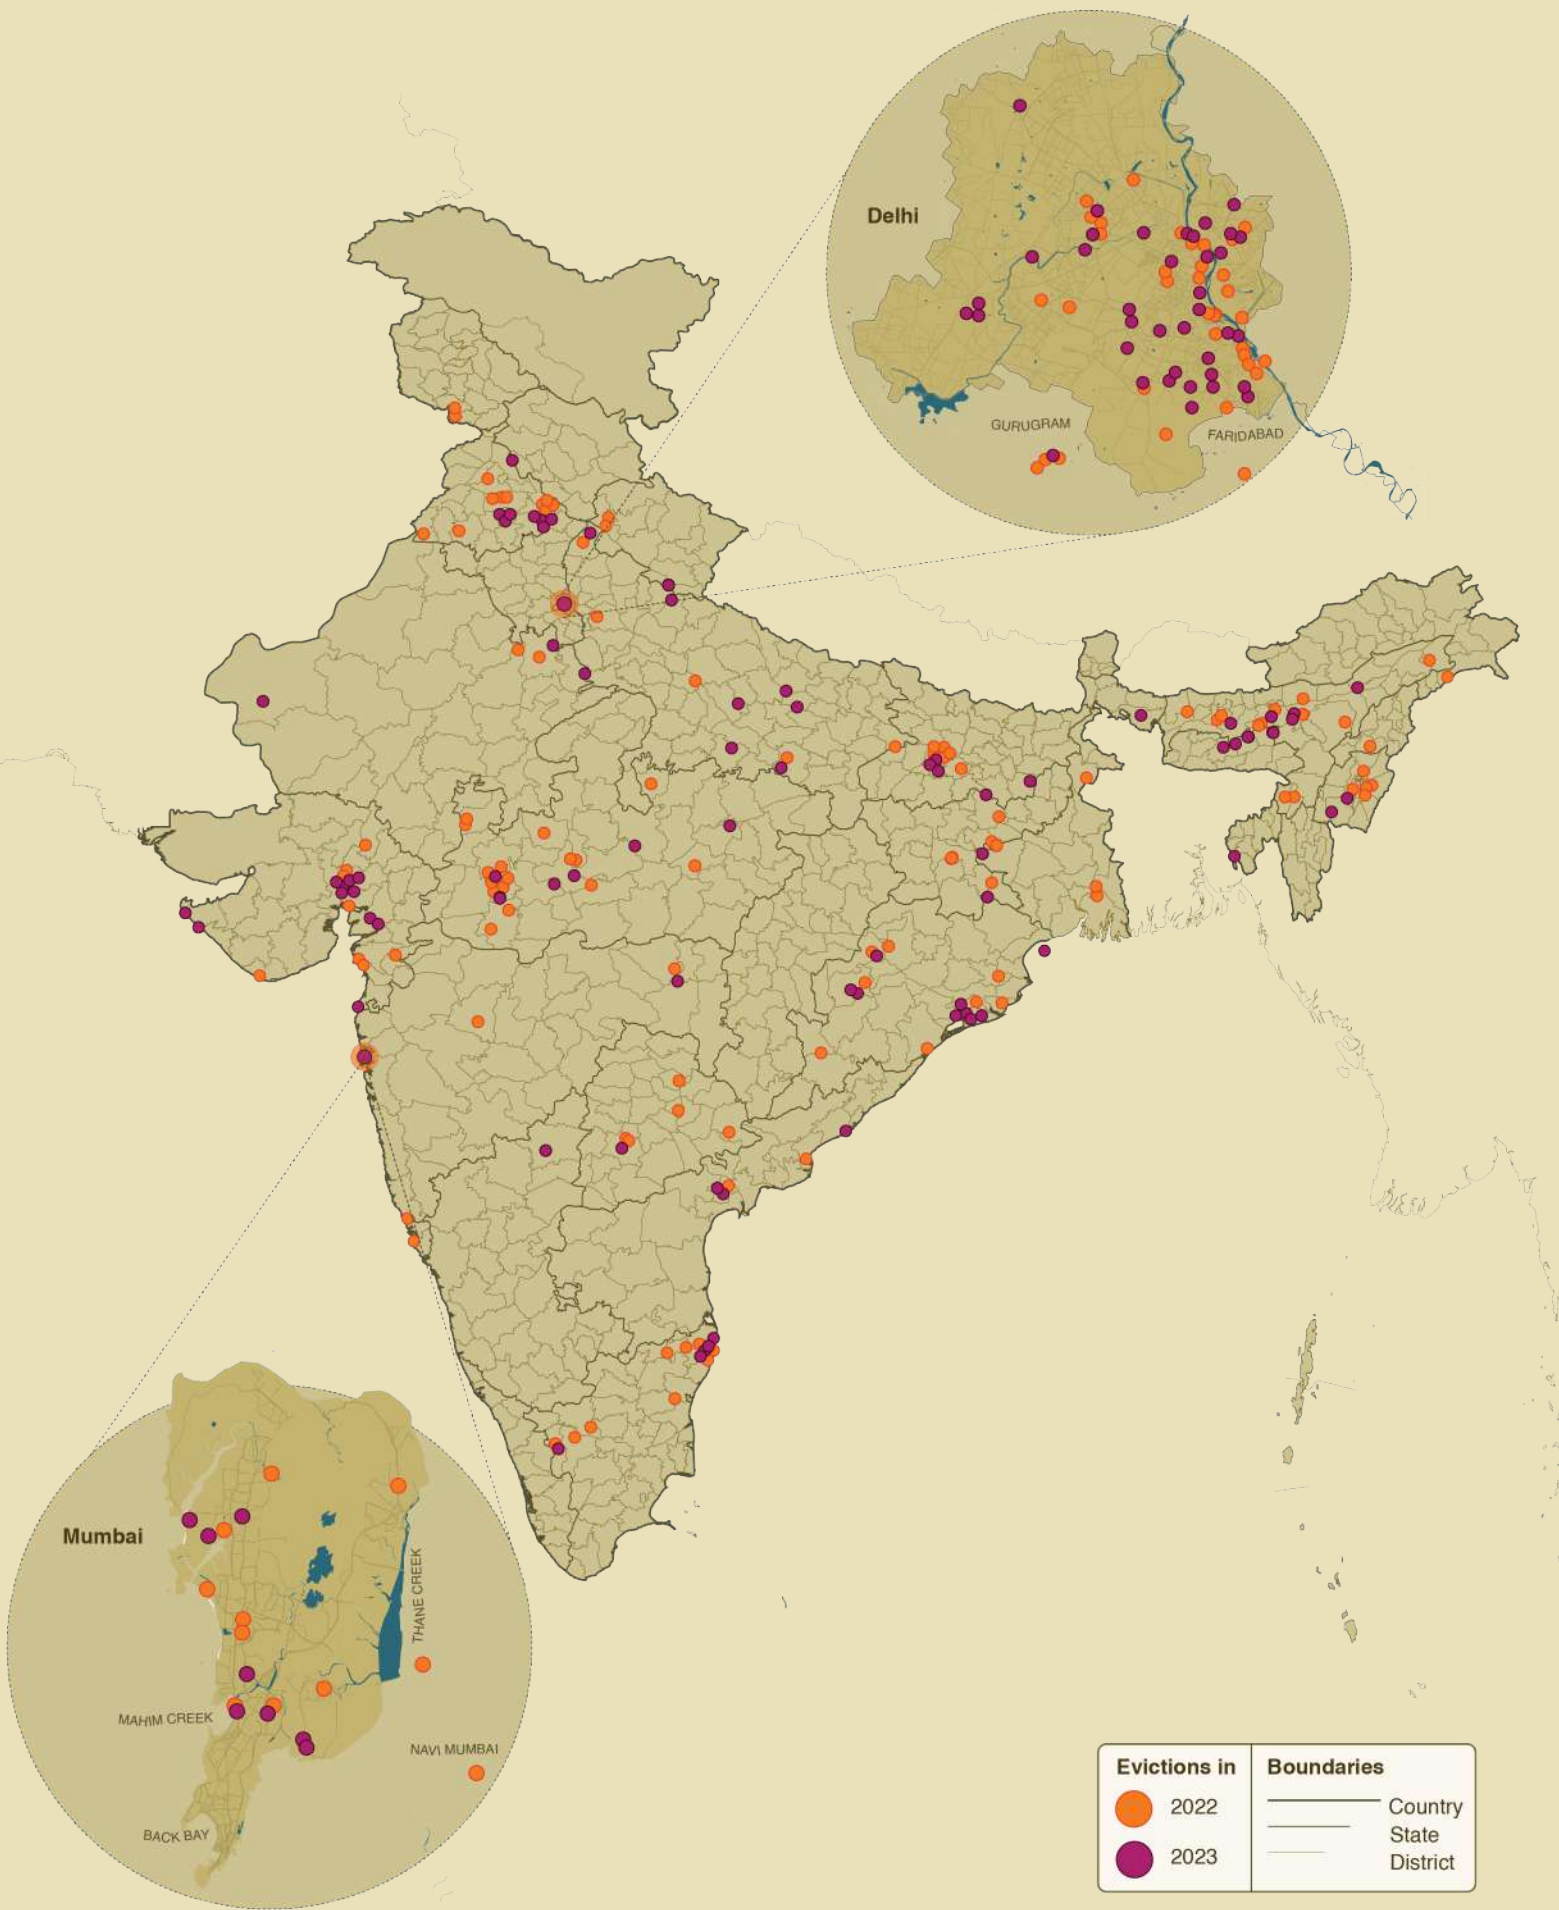 Delhi
GURUGRAM
FARIDABAD
Mumbai
THANE CREEK
MAHIM CREEK
NAVI MUMBAI
BACK BAY
Evictions in
2022
2023
Boundaries
Country
State
District